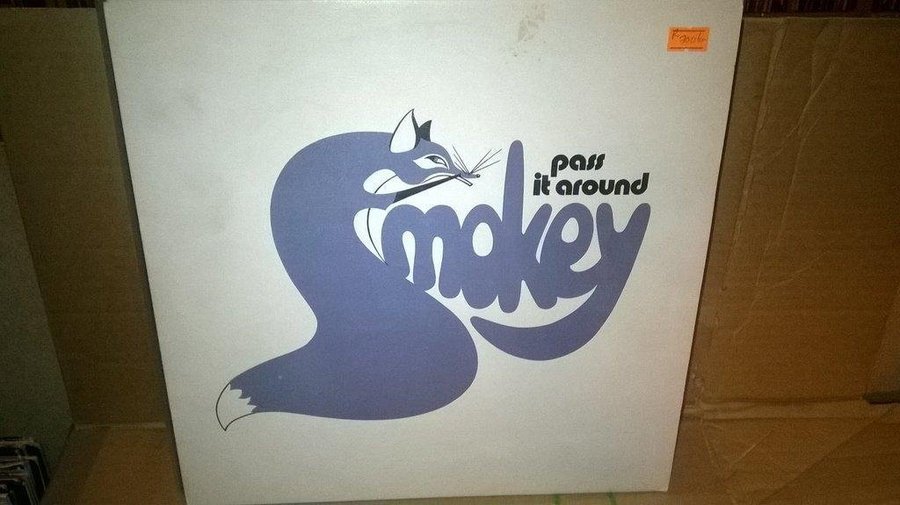 pass
it around
Smokey